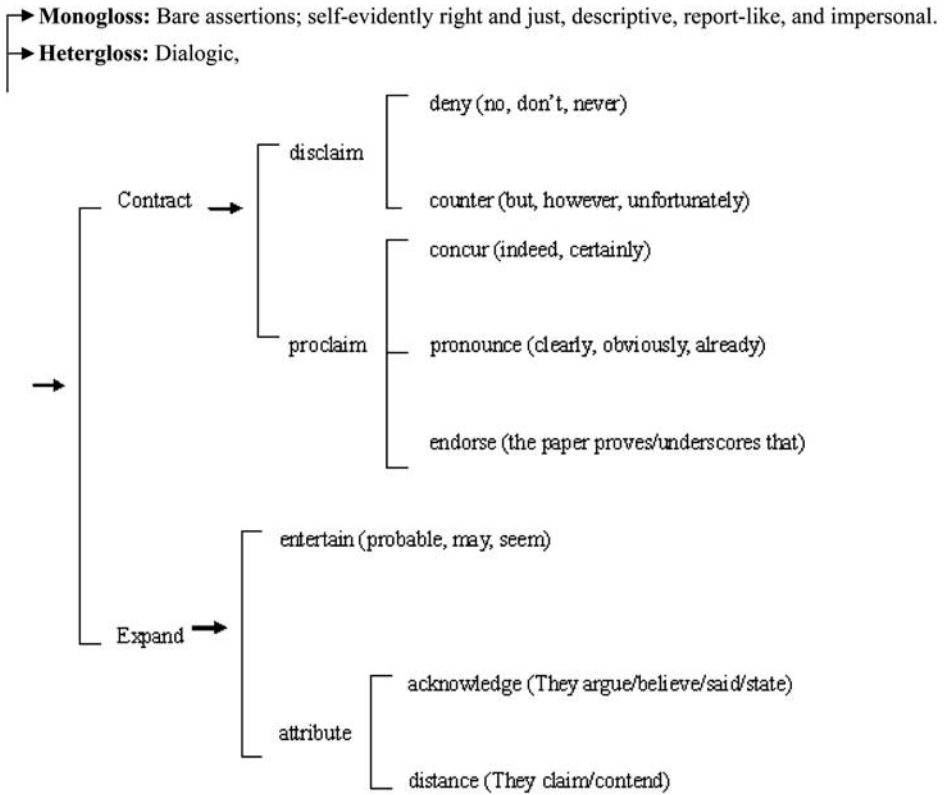 Monogloss: Bare assertions; self-evidently right and just, descriptive, report-like, and impersonal.
Hetergloss: Dialogic,
deny (no, don't, never)
disclaim
Contract
counter (but, however, unfortunately)
concur (indeed, certainly)
proclaim
pronounce (clearly, obviously, already)
endorse (the paper proves/underscores that)
entertain (probable, may, seem)
Expand
acknowledge (They argue/believe/said/state)
attribute
distance (They claim/contend)